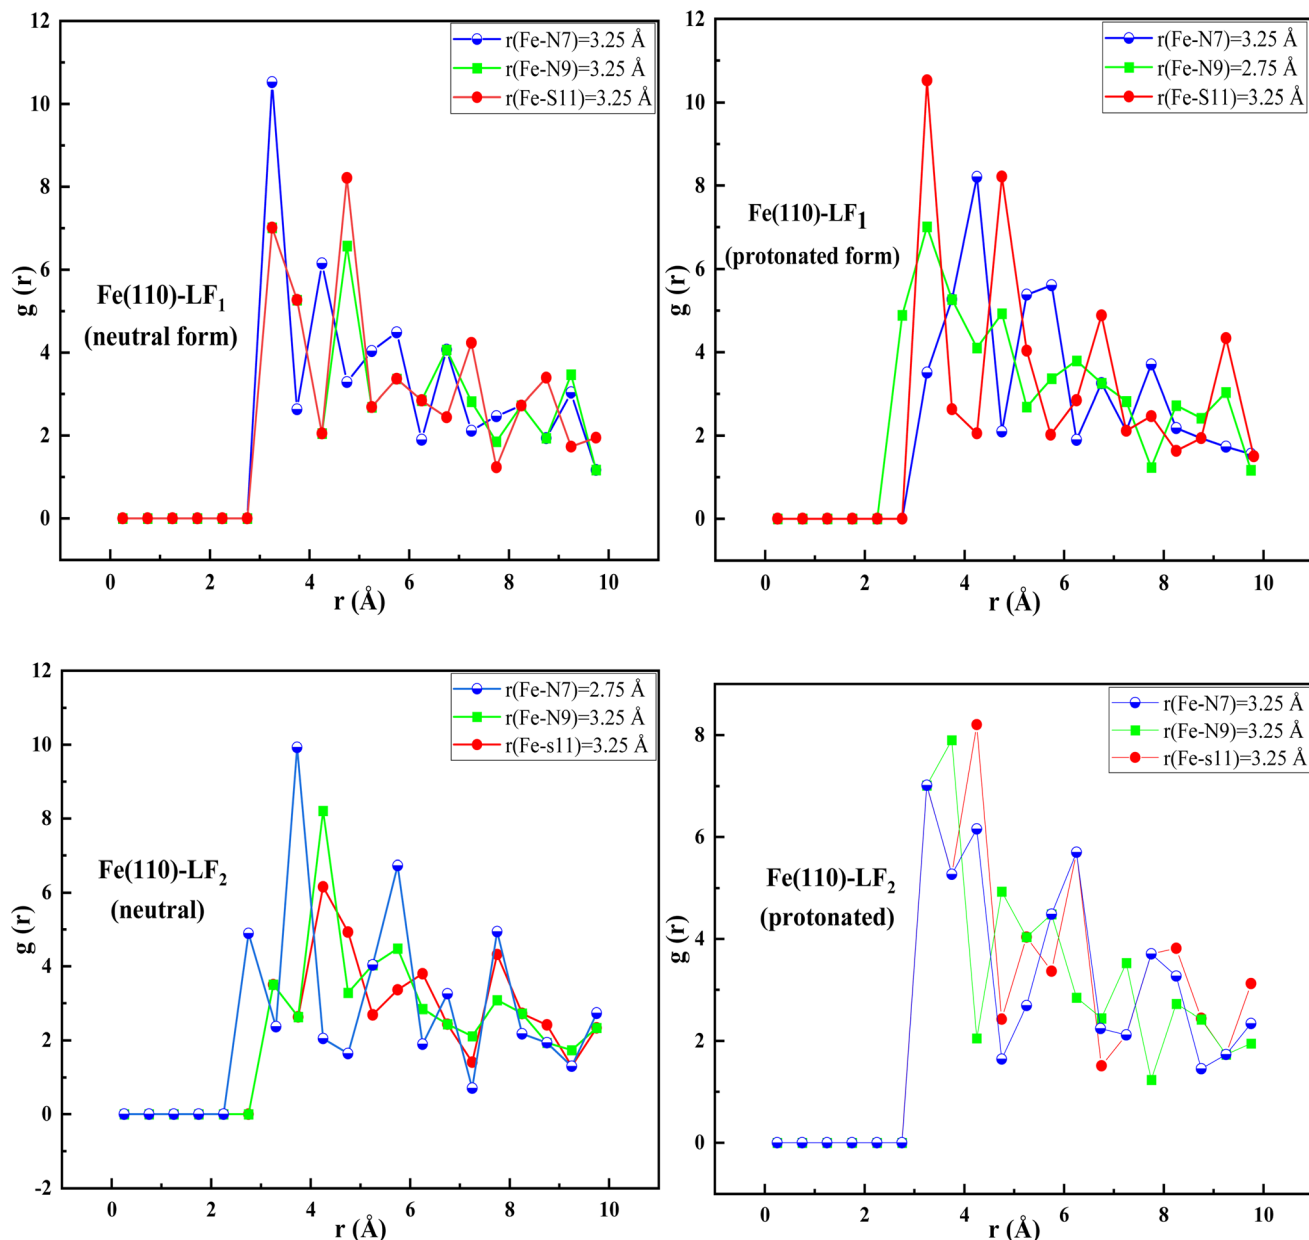 12
10
8
6
4
2
0
g (r)
r(Fe-N7)=3.25 Å
r(Fe-N9)=3.25 Å
r(Fe-S11)=3.25 Å
Fe(110)-LF1
(neutral form)
0 2 4 6 8 10
r (Å)
12
10
8
6
4
2
0
g (r)
r(Fe-N7)=3.25 Å
r(Fe-N9)=2.75 Å
r(Fe-S11)=3.25 Å
Fe(110)-LF1
(protonated form)
0 2 4 6 8 10
r (Å)
12
10
8
6
4
2
0
-2
g (r)
r(Fe-N7)=2.75 Å
r(Fe-N9)=3.25 Å
r(Fe-s11)=3.25 Å
Fe(110)-LF2
(neutral)
0 2 4 6 8 10
r (Å)
8
6
4
2
0
g (r)
r(Fe-N7)=3.25 Å
r(Fe-N9)=3.25 Å
r(Fe-s11)=3.25 Å
Fe(110)-LF2
(protonated)
0 2 4 6 8 10
r (Å)